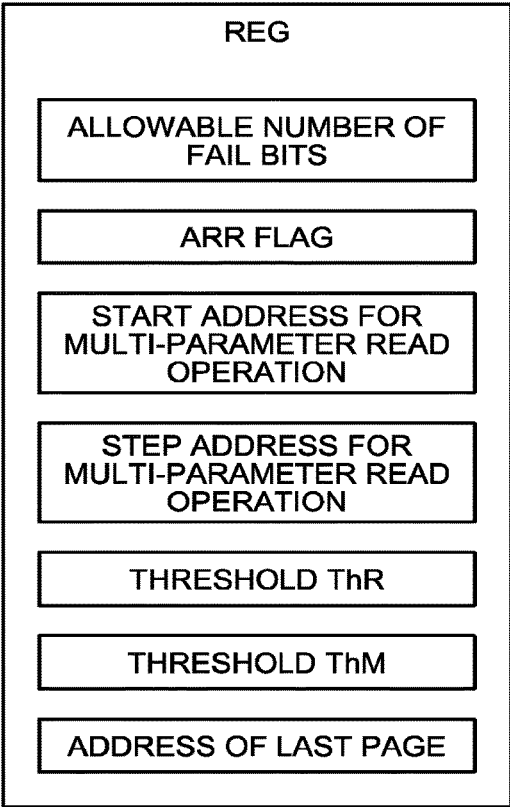 REG
ALLOWABLE NUMBER OF
FAIL BITS
ARR FLAG
START ADDRESS FOR
MULTI-PARAMETER READ
OPERATION
STEP ADDRESS FOR
MULTI-PARAMETER READ
OPERATION
THRESHOLD ThR
THRESHOLD ThM
ADDRESS OF LAST PAGE